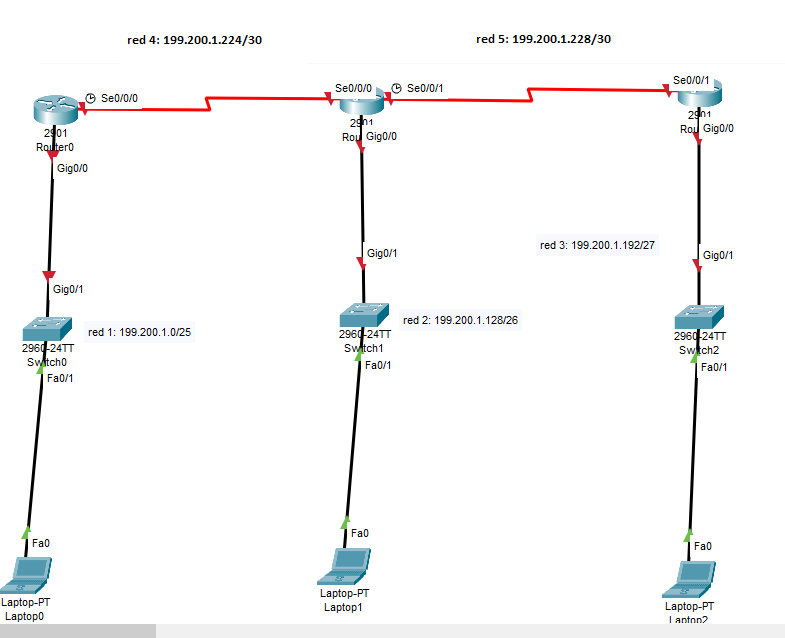 red 4: 199.200.1.224/30
red 5: 199.200.1.228/30
Se0/0/0
Se0/0/0
Se0/0/1
Se0/0/1
2901
Router0
Gig0/0
2901
Rou
Gig0/0
2901
Rou
Gig0/0
Gig0/1
Gig0/1
Gig0/1
red 3: 199.200.1.192/27
red 1: 199.200.1.0/25
red 2: 199.200.1.128/26
2960-24TT
Switch0
Fa0/1
2960-24TT
Switch1
Fa0/1
2960-24TT
Switch2
Fa0/1
Fa0
Fa0
Fa0
Laptop-PT
Laptop0
Laptop-PT
Laptop1
Laptop-PT
Laptop2